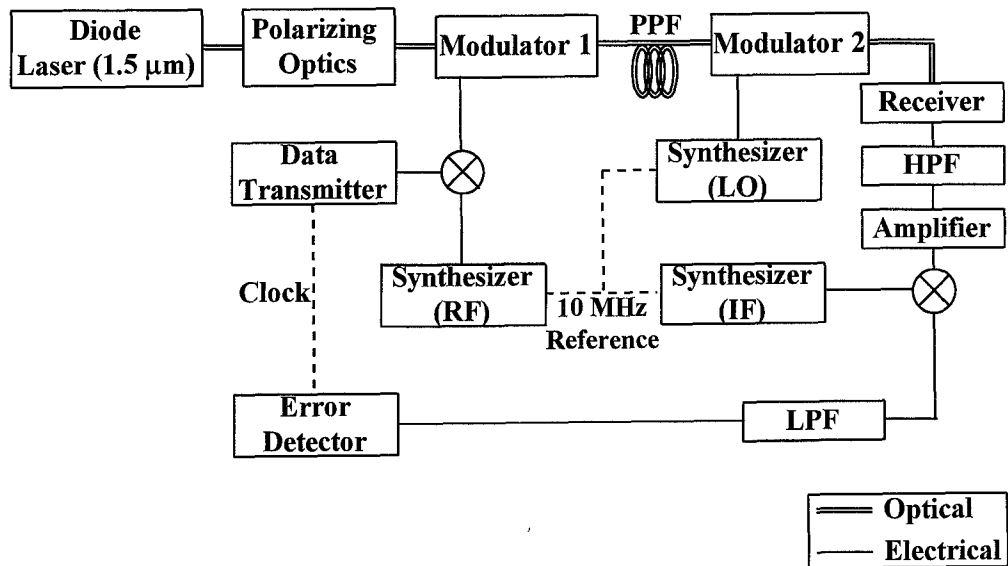 Diode
Laser (1.5 μm)
Polarizing
Optics
Modulator 1
PPF
Modulator 2
Receiver
HPF
Amplifier
Data
Transmitter
Synthesizer
(LO)
Clock
Synthesizer
(RF)
10 MHz
Reference
Synthesizer
(IF)
Error
Detector
LPF
Optical
Electrical